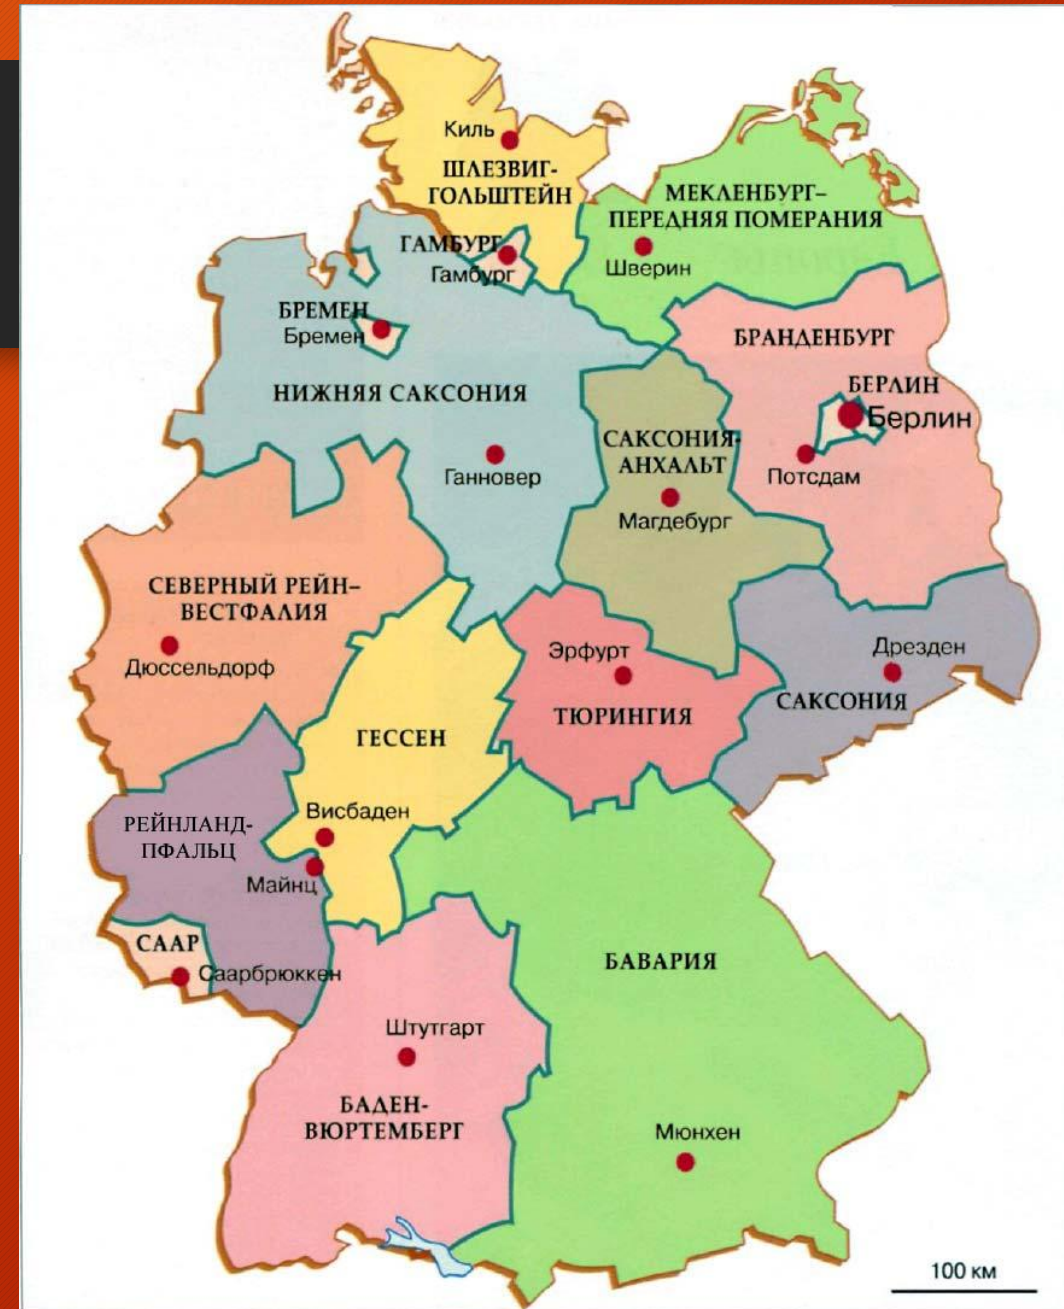 Киль
ШЛЕЗВИГ-
ГОЛЬШТЕЙН
МЕКЛЕНБУРГ–
ПЕРЕДНЯЯ ПОМЕРАНИЯ
Шверин
ГАМБУРГ
Гамбург
БРЕМЕН
Бремен
БРАНДЕНБУРГ
БЕРЛИН
Берлин
Потсдам
НИЖНЯЯ САКСОНИЯ
Ганновер
САКСОНИЯ-
АНХАЛЬТ
Магдебург
СЕВЕРНЫЙ РЕЙН–
ВЕСТФАЛИЯ
Дюссельдорф
Эрфурт
ТЮРИНГИЯ
Дрезден
САКСОНИЯ
ГЕССЕН
Висбаден
РЕЙНЛАНД-
ПФАЛЬЦ
Майнц
СААР
Саарбрюккен
БАВАРИЯ
Штутгарт
БАДЕН-
ВЮРТЕМБЕРГ
Мюнхен
100 км